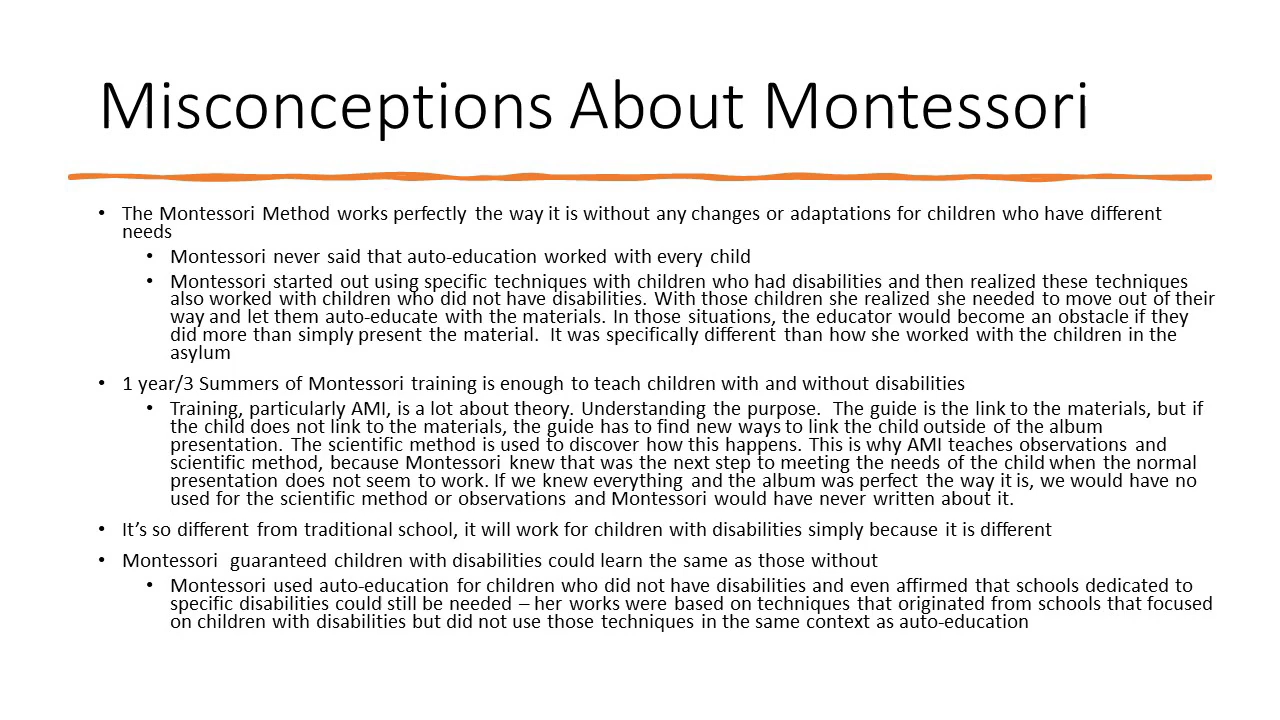 Misconceptions About Montessori
• The Montessori Method works perfectly the way it is without any changes or adaptations for children who have different
needs
• Montessori never said that auto-education worked with every child
• Montessori started out using specific techniques with children who had disabilities and then realized these techniques
also worked with children who did not have disabilities. With those children she realized she needed to move out of their
way and let them auto-educate with the materials. In those situations, the educator would become an obstacle if they
did more than simply present the material.  It was specifically different than how she worked with the children in the
asylum
• 1 year/3 Summers of Montessori training is enough to teach children with and without disabilities
• Training, particularly AMI, is a lot about theory. Understanding the purpose.  The guide is the link to the materials, but if
the child does not link to the materials, the guide has to find new ways to link the child outside of the album
presentation. The scientific method is used to discover how this happens. This is why AMI teaches observations and
scientific method, because Montessori knew that was the next step to meeting the needs of the child when the normal
presentation does not seem to work. If we knew everything and the album was perfect the way it is, we would have no
used for the scientific method or observations and Montessori would have never written about it.
• It’s so different from traditional school, it will work for children with disabilities simply because it is different
• Montessori  guaranteed children with disabilities could learn the same as those without
• Montessori used auto-education for children who did not have disabilities and even affirmed that schools dedicated to
specific disabilities could still be needed – her works were based on techniques that originated from schools that focused
on children with disabilities but did not use those techniques in the same context as auto-education